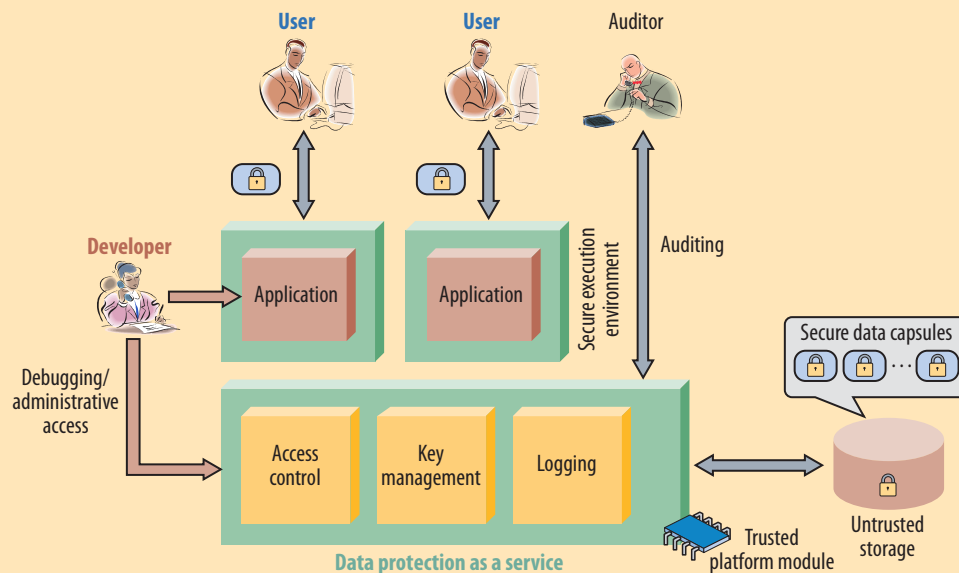 User
User
Auditor
Developer
Application
Application
Secure execution
environment
Auditing
Debugging/
administrative
access
Secure data capsules
...
Access
control
Key
management
Logging
Trusted
platform module
Untrusted
storage
Data protection as a service